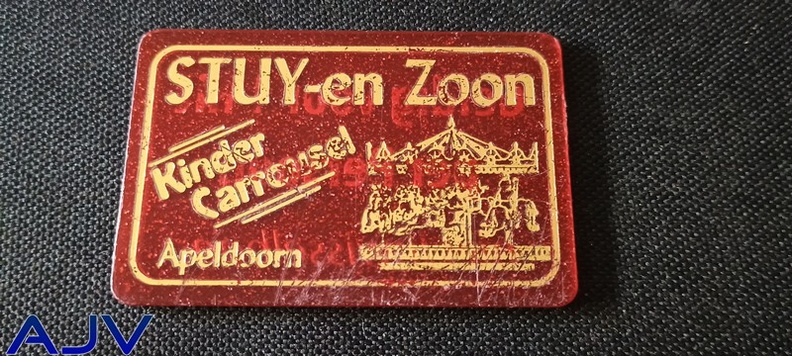 STUY-en Zoon
Kinder
Carrousel
Apeldoorn
AJV